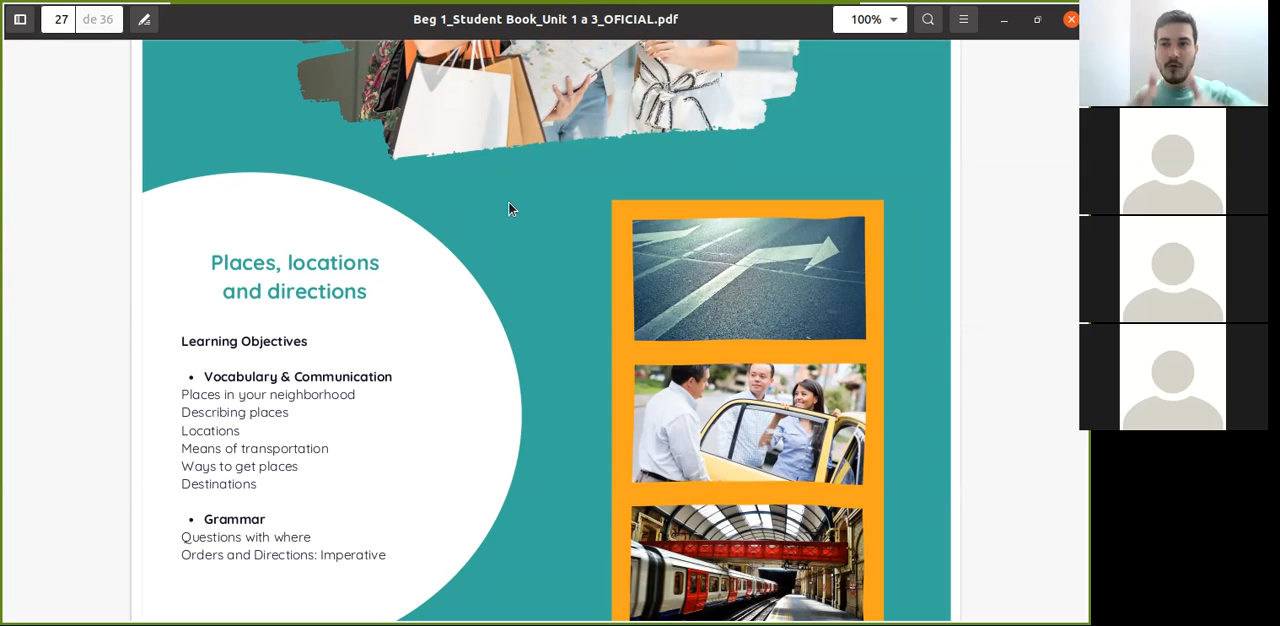 27 de 36
Beg 1_Student Book_Unit 1 a 3_OFICIAL.pdf
100%
Places, locations
and directions
Learning Objectives
• Vocabulary & Communication
Places in your neighborhood
Describing places
Locations
Means of transportation
Ways to get places
Destinations
• Grammar
Questions with where
Orders and Directions: Imperative